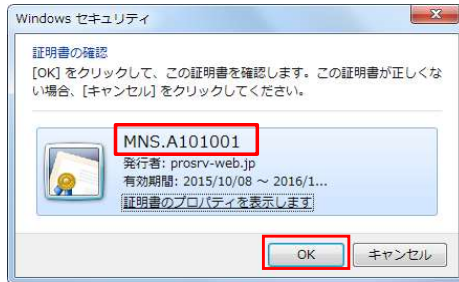 Windows セキュリティ
証明書の確認
[OK] をクリックして、この証明書を確認します。この証明書が正しくな
い場合、[キャンセル] をクリックしてください。
MNS.A101001
発行者: prosrv-web.jp
有効期間: 2015/10/08 ～ 2016/1...
証明書のプロパティを表示します
OK
キャンセル